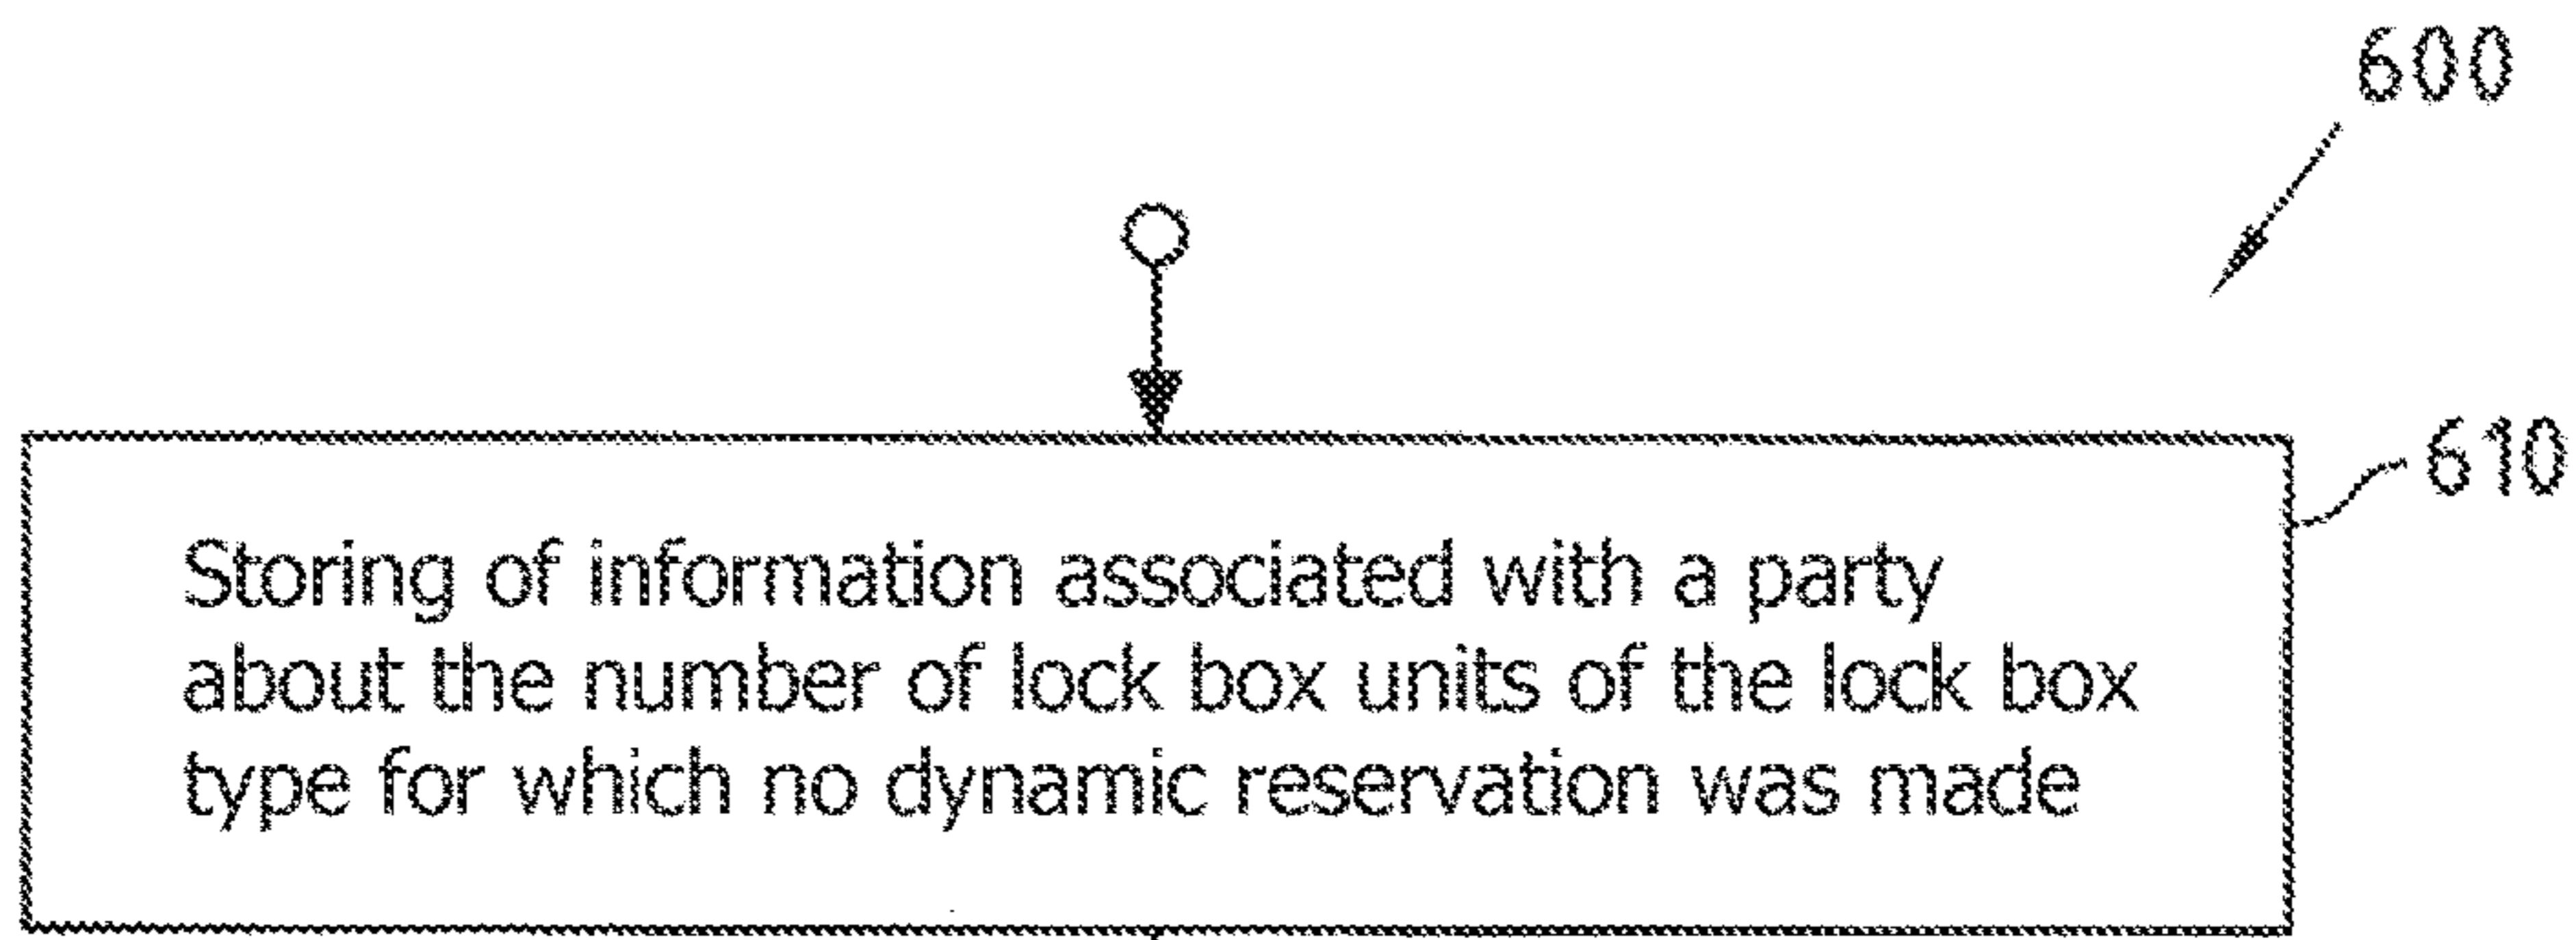 600
610
Storing of information associated with a party
about the number of lock box units of the lock box
type for which no dynamic reservation was made